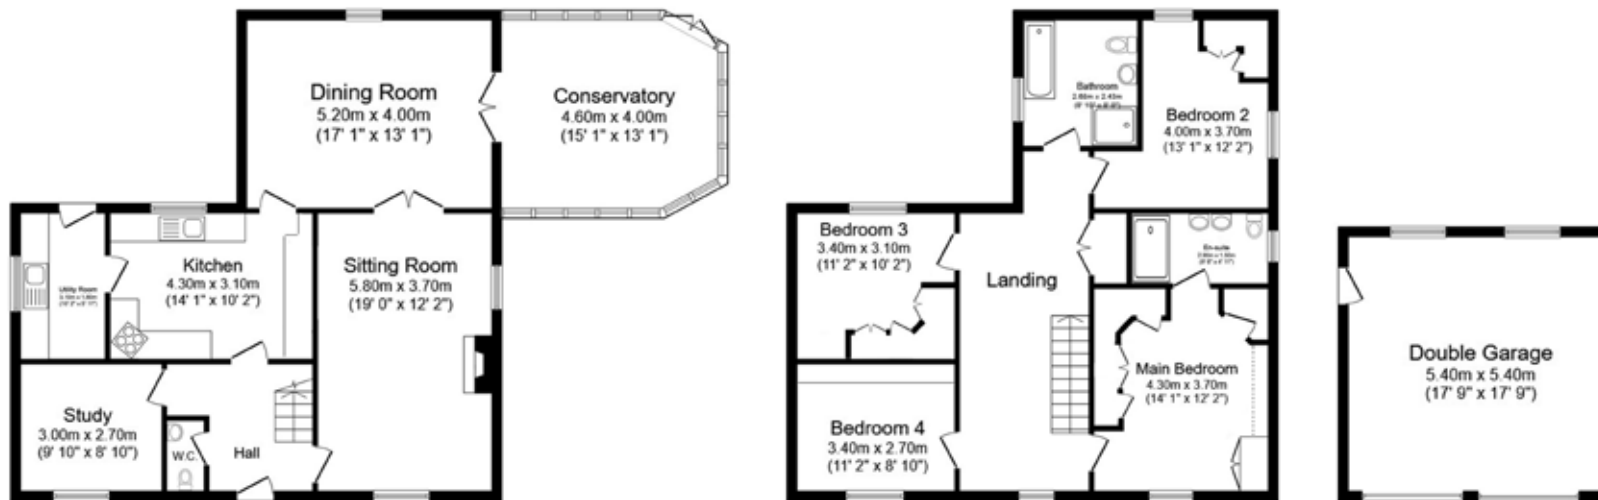 Dining Room
5.20m x 4.00m
(17' 1" x 13' 1")
Conservatory
4.60m x 4.00m
(15' 1" x 13' 1")
Utility Room
Kitchen
4.30m x 3.10m
(14' 1" x 10' 2")
Sitting Room
5.80m x 3.70m
(19' 0" x 12' 2")
Study
3.00m x 2.70m
(9' 10" x 8' 10")
W.C.
Hall
Bathroom
Bedroom 2
4.00m x 3.70m
(13' 1" x 12' 2")
Bedroom 3
3.40m x 3.10m
(11' 2" x 10' 2")
Landing
En-suite
Main Bedroom
4.30m x 3.70m
(14' 1" x 12' 2")
Bedroom 4
3.40m x 2.70m
(11' 2" x 8' 10")
Double Garage
5.40m x 5.40m
(17' 9" x 17' 9")